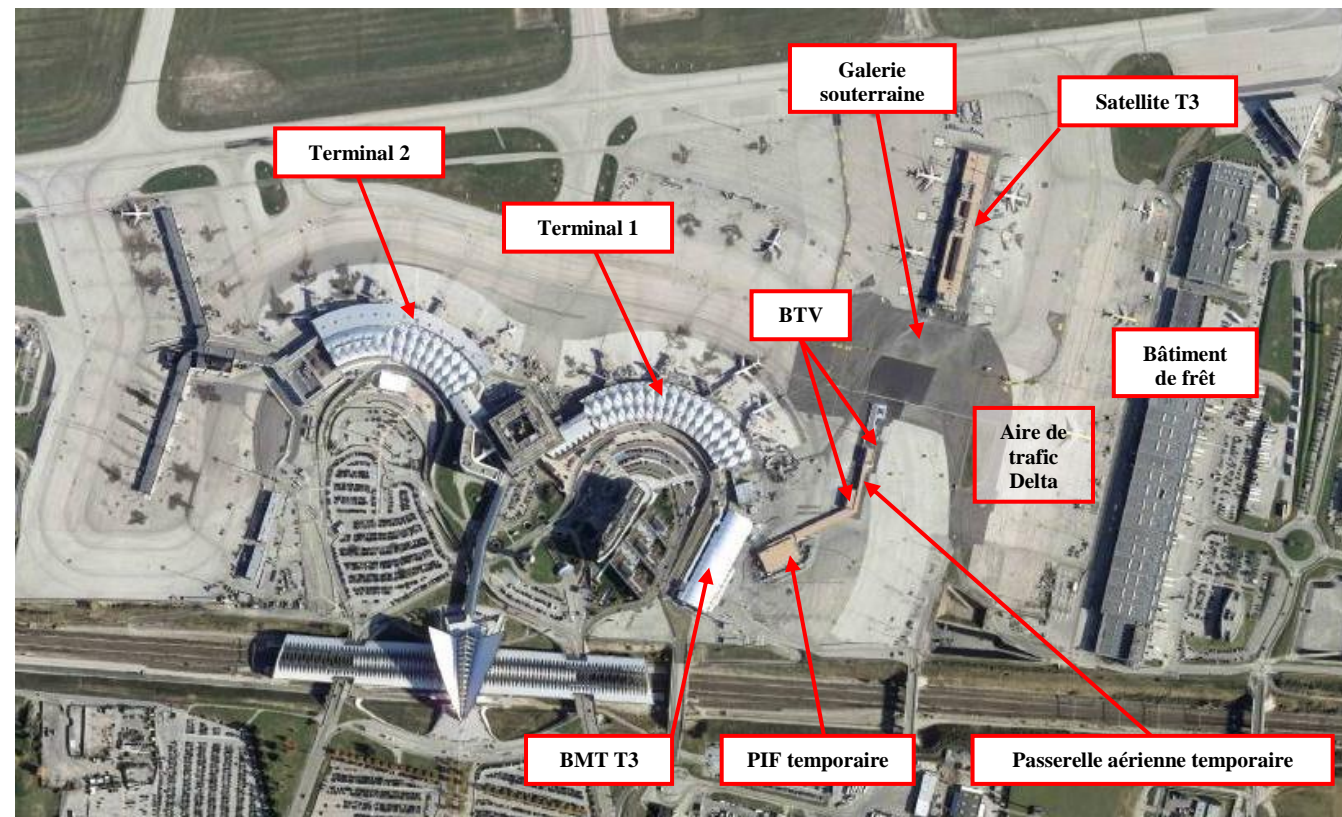 Galerie
souterraine
Satellite T3
Terminal 2
Terminal 1
BTV
Bâtiment
de frêt
Aire de
trafic
Delta
BMT T3
PIF temporaire
Passerelle aérienne temporaire